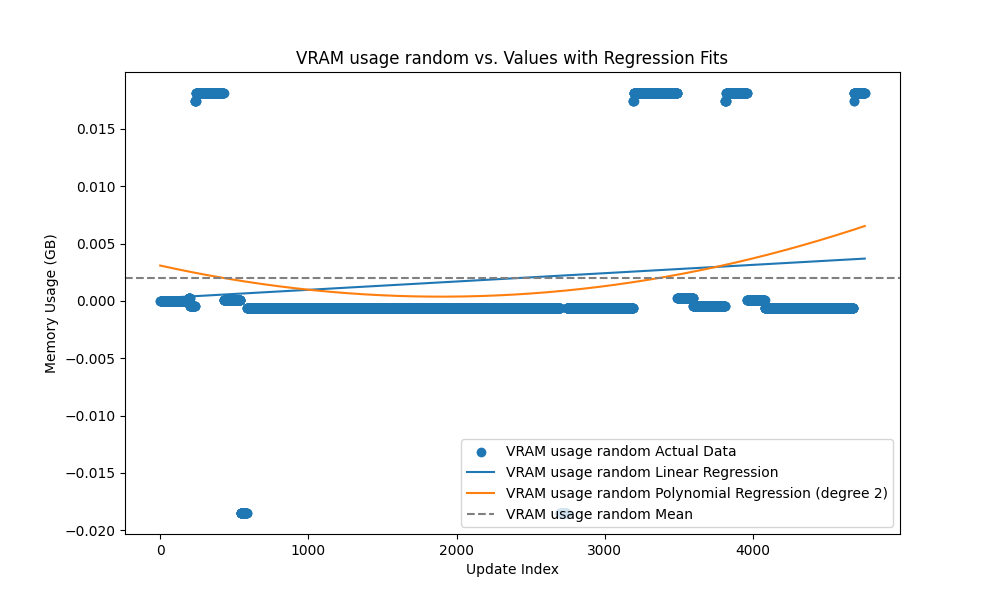 VRAM usage random vs. Values with Regression Fits
Memory Usage (GB)
0.015
0.010
0.005
0.000
−0.005
−0.010
−0.015
−0.020
VRAM usage random Actual Data
VRAM usage random Linear Regression
VRAM usage random Polynomial Regression (degree 2)
VRAM usage random Mean
0 1000 2000 3000 4000
Update Index